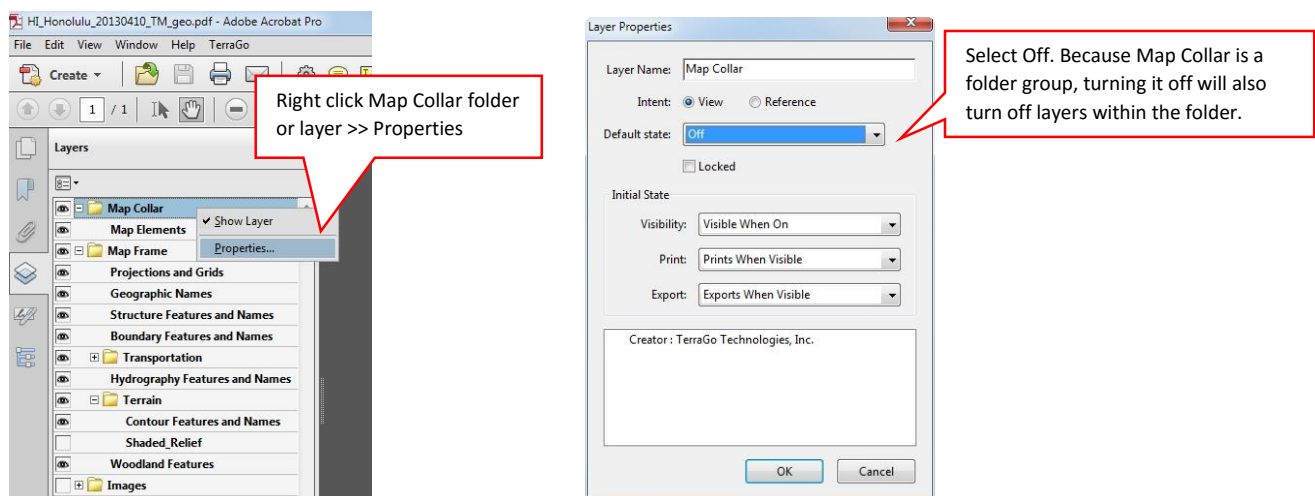 HI_Honolulu_20130410_TM_geo.pdf - Adobe Acrobat Pro
File Edit View Window Help TerraGo
Create
1 / 1
Right click Map Collar folder
or layer >> Properties
Layers
Map Collar
Show Layer
Map Elements
Properties...
Map Frame
Projections and Grids
Geographic Names
Structure Features and Names
Boundary Features and Names
Transportation
Hydrography Features and Names
Terrain
Contour Features and Names
Shaded_Relief
Woodland Features
Images
Layer Properties
Layer Name: Map Collar
Intent: View Reference
Default state: Off
Locked
Initial State
Visibility: Visible When On
Print: Prints When Visible
Export: Exports When Visible
Creator : TerraGo Technologies, Inc.
OK Cancel
Select Off. Because Map Collar is a
folder group, turning it off will also
turn off layers within the folder.